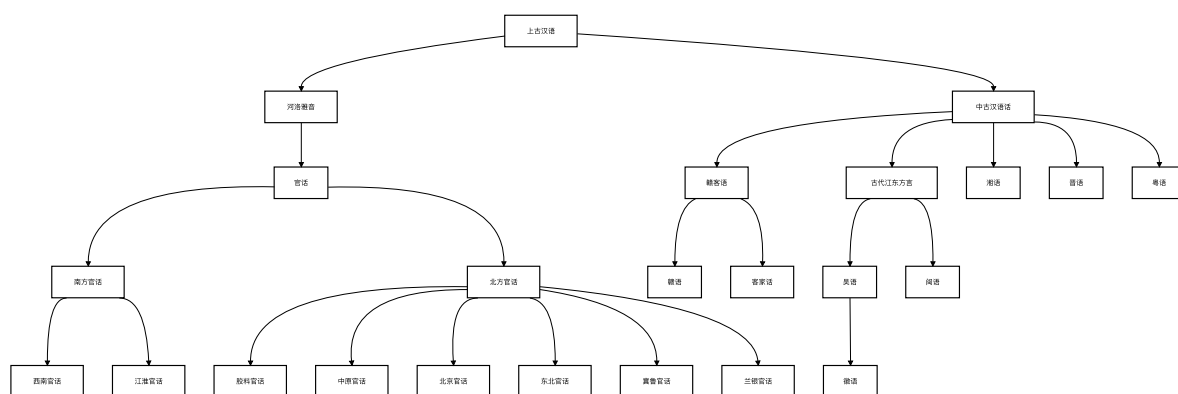 上古汉语
河洛雅音
中古汉语话
官话
赣客语
古代江东方言
湘语
晋语
粤语
南方官话
北方官话
赣语
客家话
吴语
闽语
西南官话
江淮官话
胶料官话
中原官话
北京官话
东北官话
冀鲁官话
兰银官话
徽语